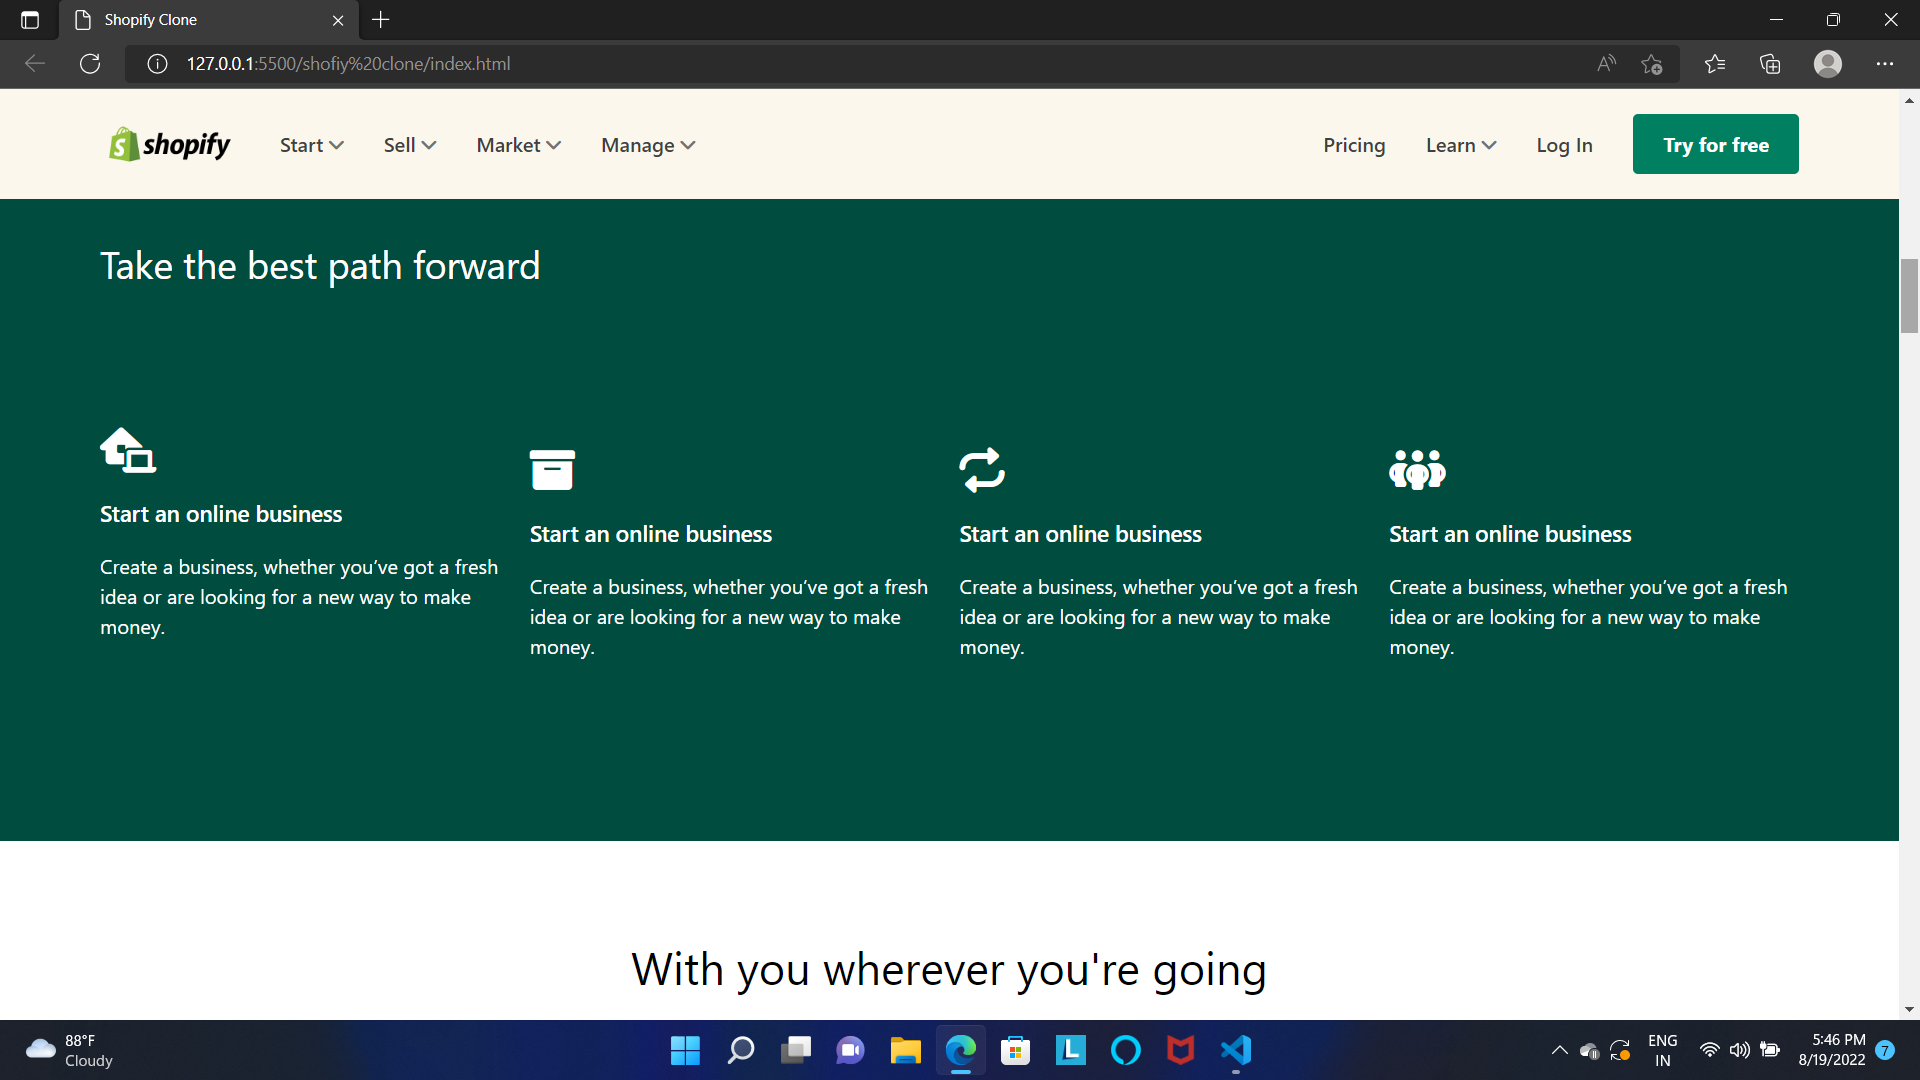 Shopify Clone
127.0.0.1:5500/shofiy%20clone/index.html
shopify Start Sell Market Manage Pricing Learn Log In Try for free
Take the best path forward
Start an online business
Create a business, whether you’ve got a fresh
idea or are looking for a new way to make
money.
Start an online business
Create a business, whether you’ve got a fresh
idea or are looking for a new way to make
money.
Start an online business
Create a business, whether you’ve got a fresh
idea or are looking for a new way to make
money.
Start an online business
Create a business, whether you’ve got a fresh
idea or are looking for a new way to make
money.
With you wherever you're going
88°F
Cloudy
L
ENG
IN
5:46 PM
8/19/2022
7